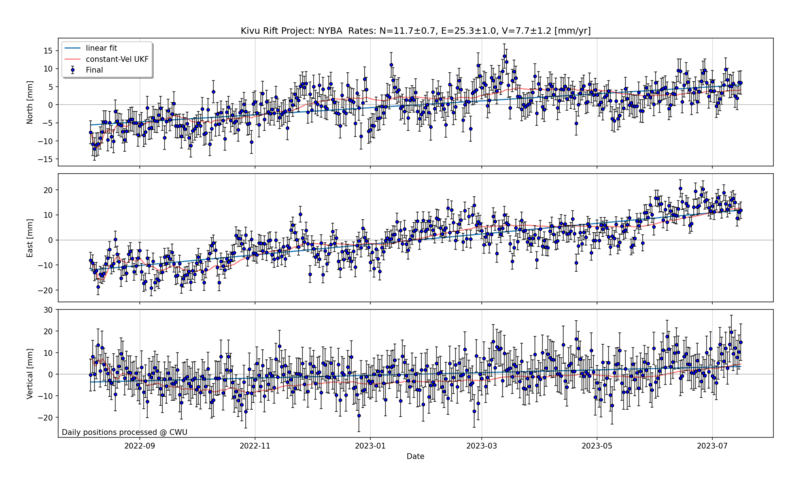 Kivu Rift Project: NYBA Rates: N=11.7±0.7, E=25.3±1.0, V=7.7±1.2 [mm/yr]
linear fit
constant-Vel UKF
Final
North [mm]
15
10
5
0
−5
−10
−15
East [mm]
20
10
0
−10
−20
Vertical [mm]
30
20
10
0
−10
−20
Daily positions processed @ CWU
2022-09
2022-11
2023-01
2023-03
2023-05
2023-07
Date